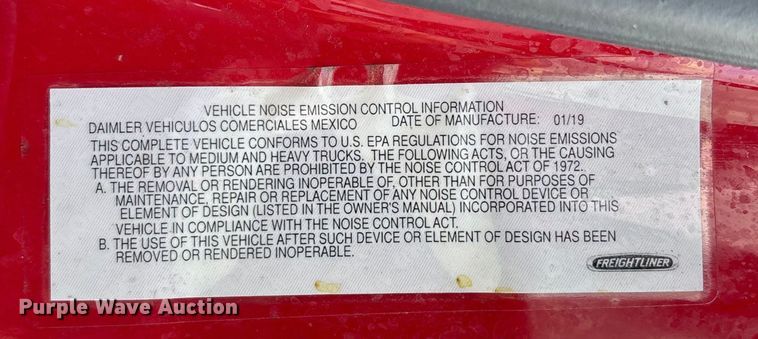 VEHICLE NOISE EMISSION CONTROL INFORMATION
DAIMLER VEHICULOS COMERCIALES MEXICO DATE OF MANUFACTURE: 01/19
THIS COMPLETE VEHICLE CONFORMS TO U.S. EPA REGULATIONS FOR NOISE EMISSIONS
APPLICABLE TO MEDIUM AND HEAVY TRUCKS. THE FOLLOWING ACTS, OR THE CAUSING
THEREOF BY ANY PERSON ARE PROHIBITED BY THE NOISE CONTROL ACT OF 1972.
A. THE REMOVAL OR RENDERING INOPERABLE OF, OTHER THAN FOR PURPOSES OF
MAINTENANCE, REPAIR OR REPLACEMENT OF ANY NOISE CONTROL DEVICE OR
ELEMENT OF DESIGN (LISTED IN THE OWNER'S MANUAL) INCORPORATED INTO THIS
VEHICLE IN COMPLIANCE WITH THE NOISE CONTROL ACT.
B. THE USE OF THIS VEHICLE AFTER SUCH DEVICE OR ELEMENT OF DESIGN HAS BEEN
REMOVED OR RENDERED INOPERABLE.
FREIGHTLINER
Purple Wave Auction